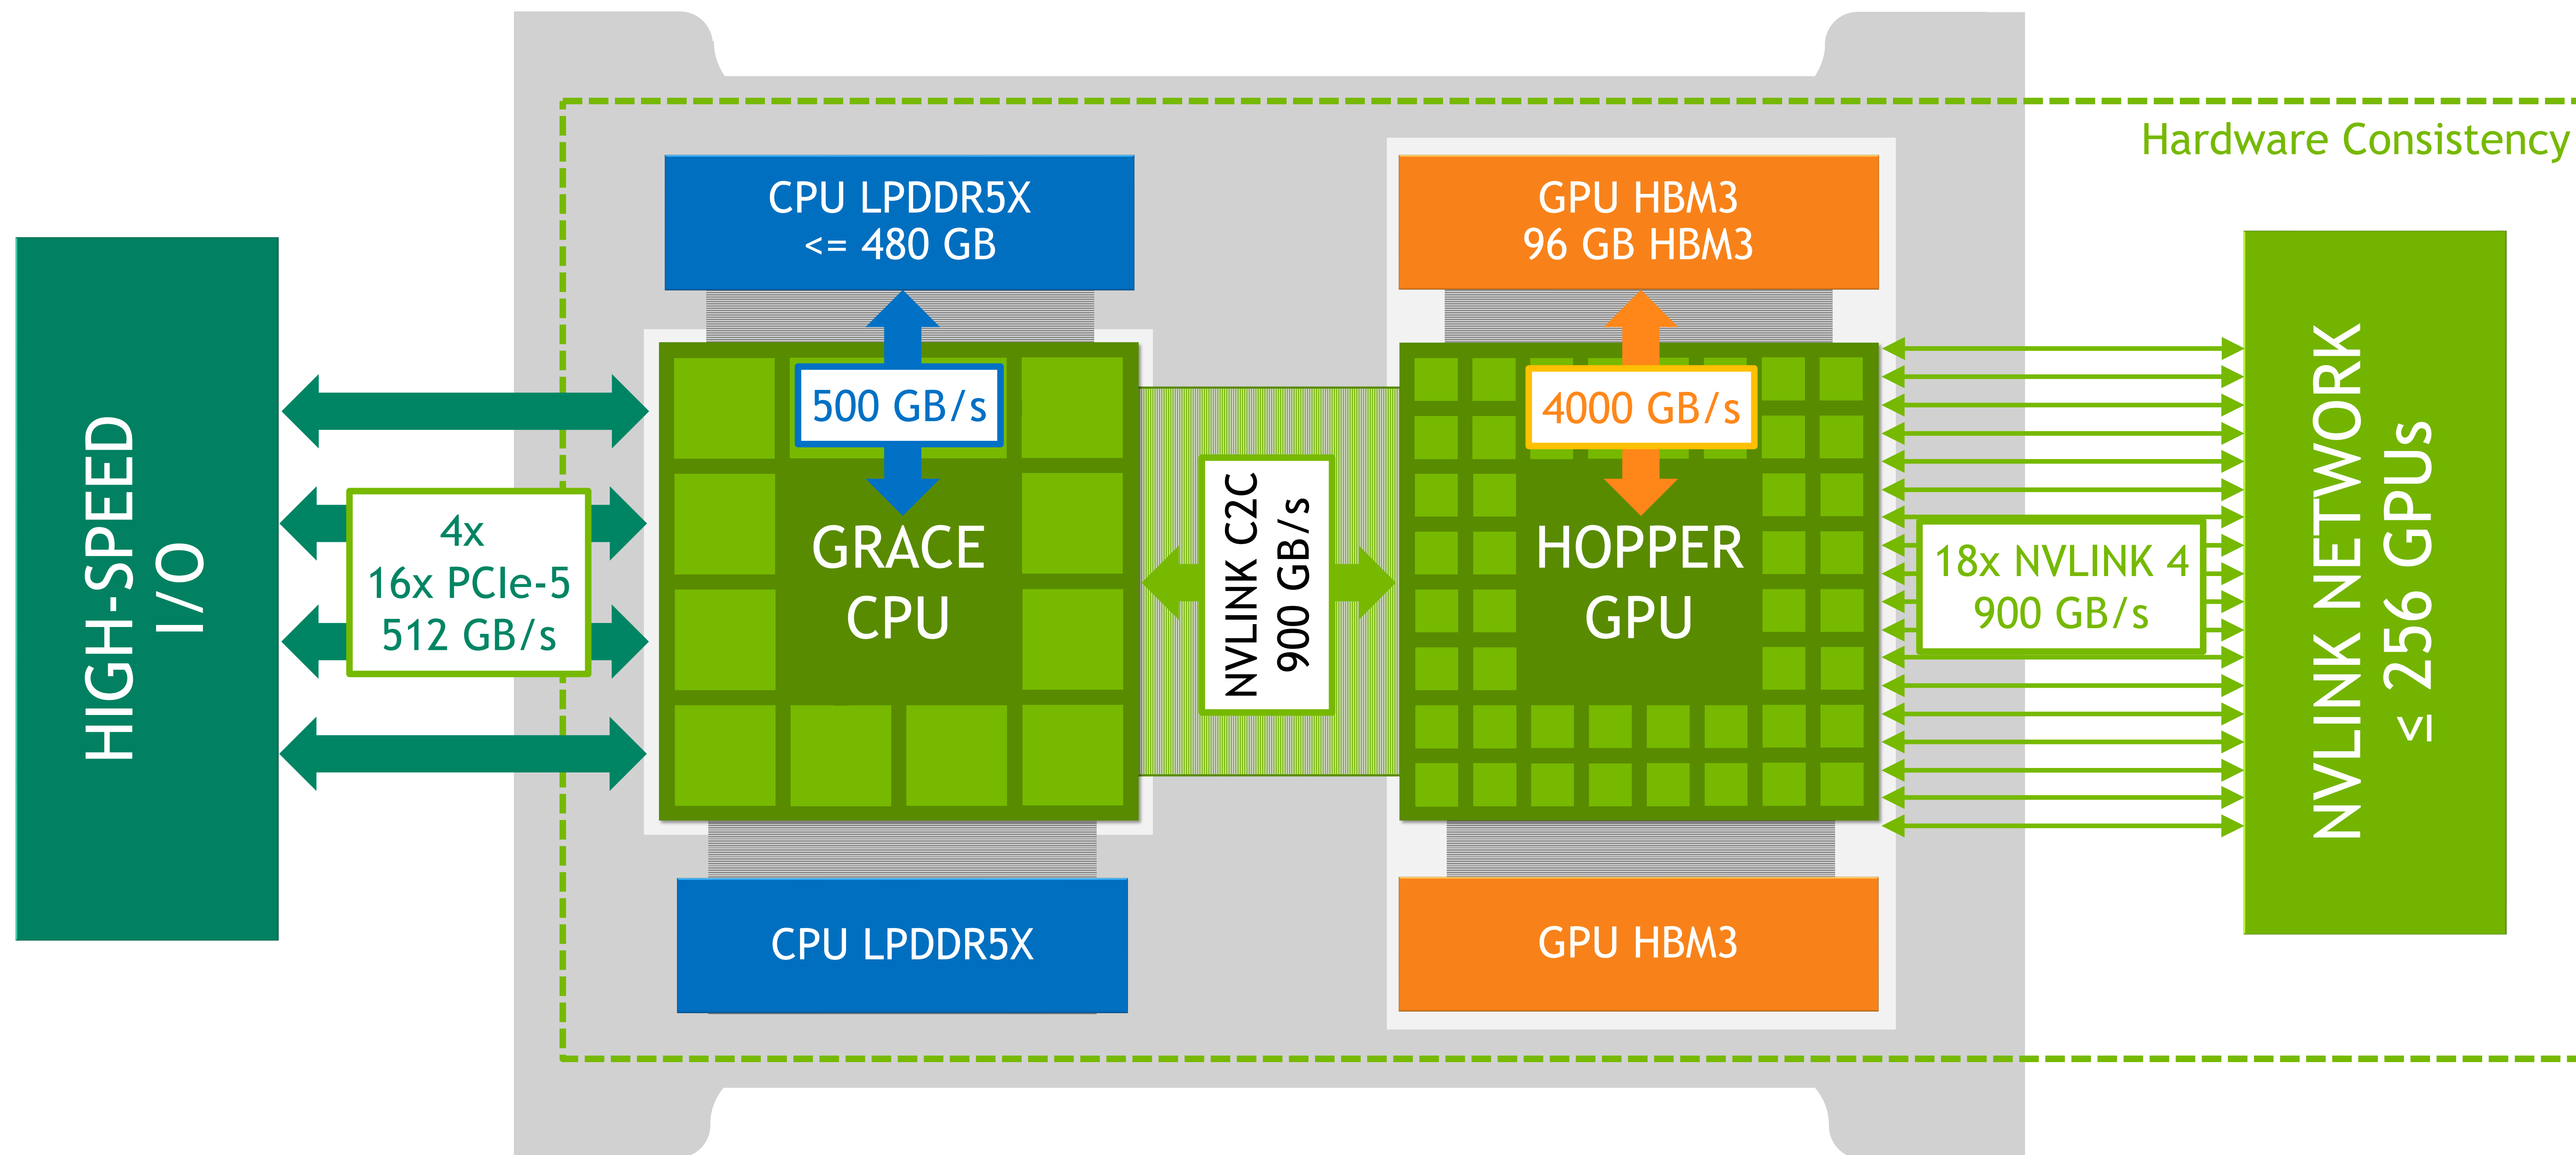 Hardware Consistency
HIGH-SPEED
I/O
4x
16x PCIe-5
512 GB/s
CPU LPDDR5X
<= 480 GB
500 GB/s
GRACE
CPU
CPU LPDDR5X
NVLINK C2C
900 GB/s
GPU HBM3
96 GB HBM3
4000 GB/s
HOPPER
GPU
GPU HBM3
18x NVLINK 4
900 GB/s
NVLINK NETWORK
≤ 256 GPUs